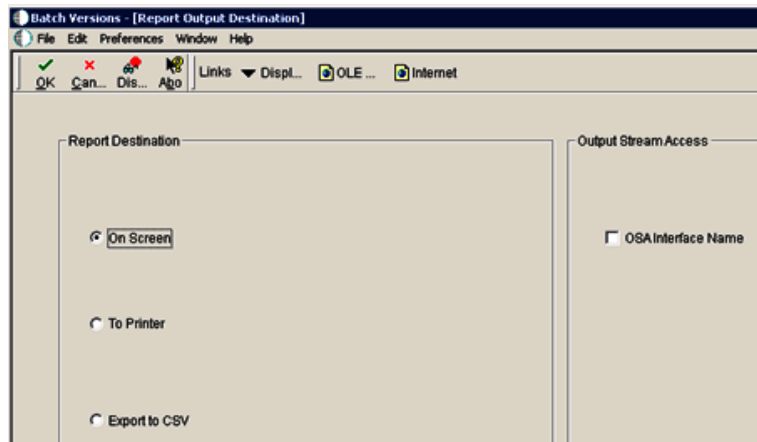 Batch Versions - [Report Output Destination]
File Edit Preferences Window Help
OK Can... Dis... Abo Links Displ... OLE ... Internet
Report Destination
Output Stream Access
On Screen
OSA Interface Name
To Printer
Export to CSV